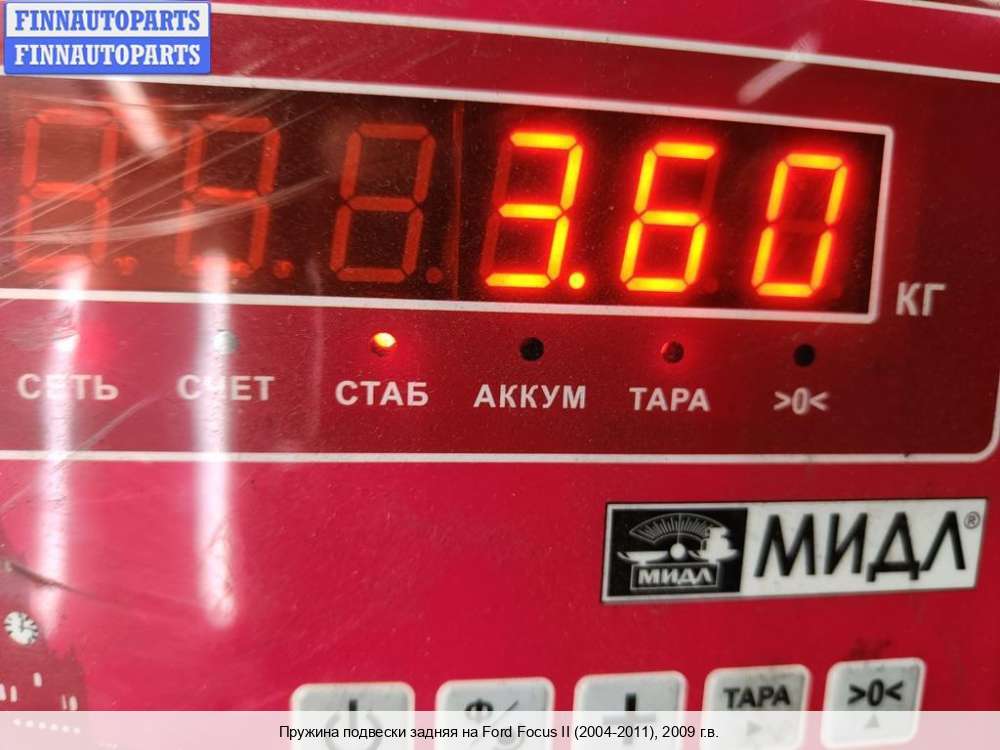 FINNAUTOPARTS
FINNAUTOPARTS
3.60
КГ
СЕТЬ СЧЕТ СТАБ АККУМ ТАРА >0<
МИДЛ МИДЛ®
ТАРА >0<
Пружина подвески задняя на Ford Focus II (2004-2011), 2009 г.в.